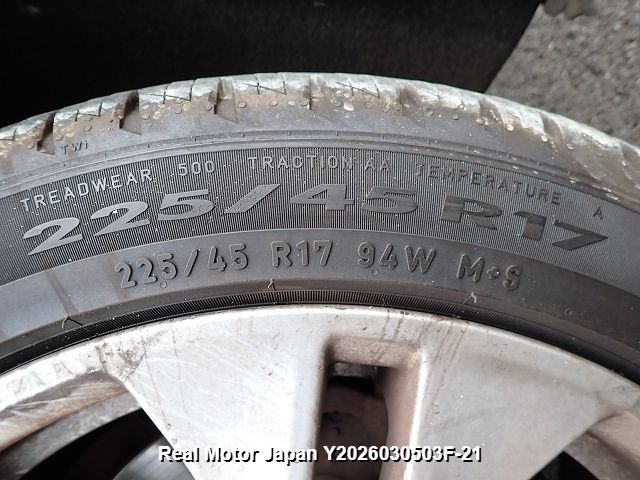 TWI
TREADWEAR 500 TRACTION AA TEMPERATURE A
225/45R17
225/45 R17 94W M+S
Real Motor Japan Y2026030503F-21